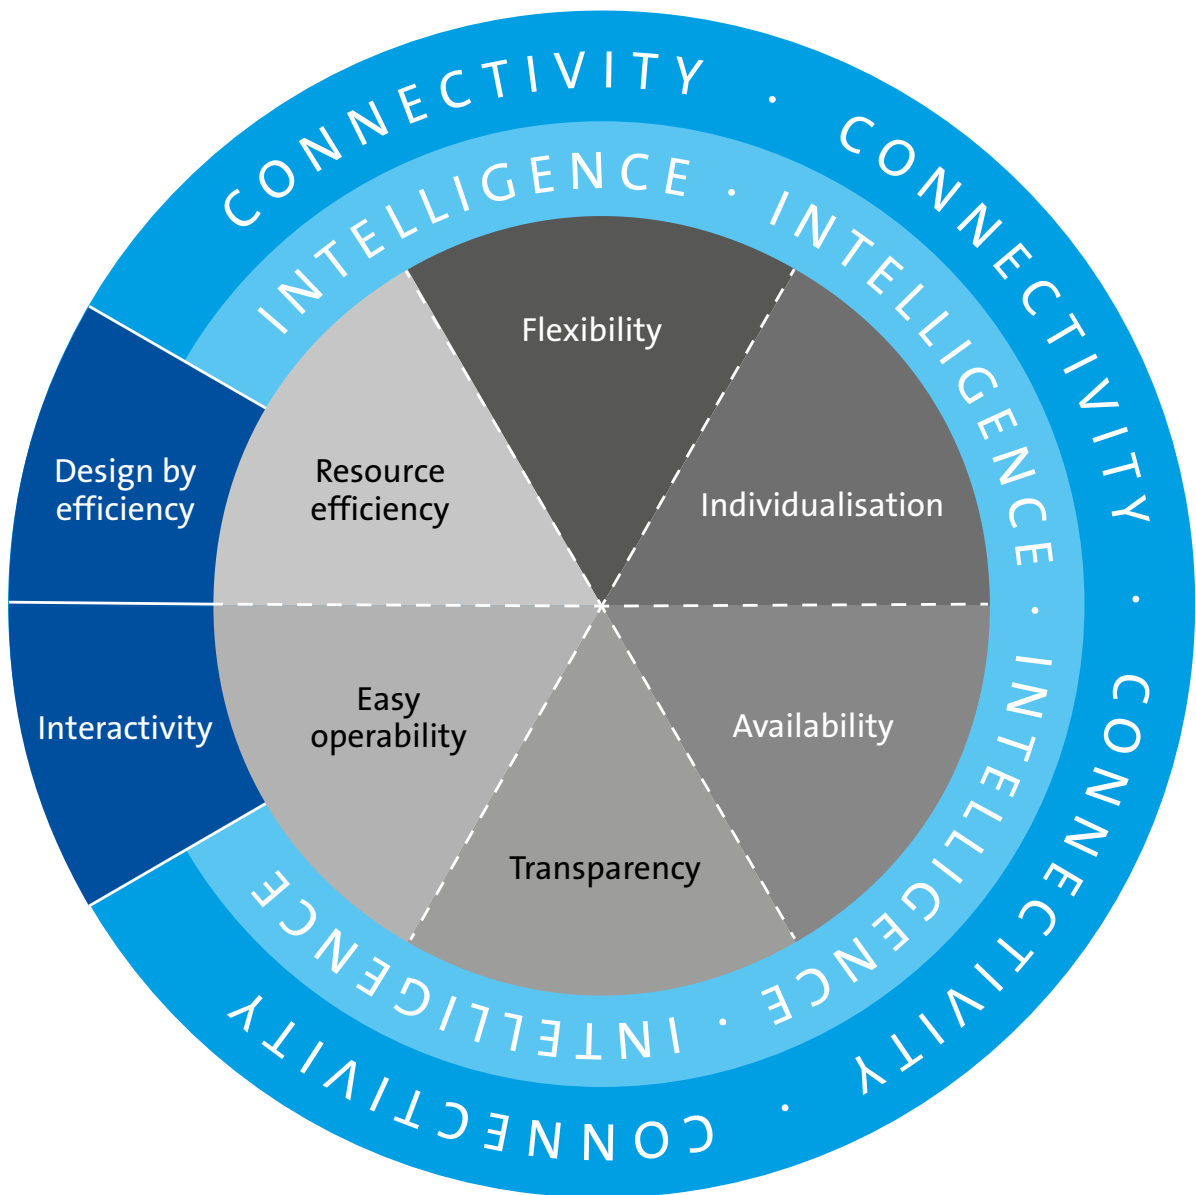 CONNECTIVITY · CONNECTIVITY · CONNECTIVITY · CONNECTIVITY
INTELLIGENCE · INTELLIGENCE · INTELLIGENCE · INTELLIGENCE
Flexibility
Individualisation
Availability
Transparency
Easy
operability
Resource
efficiency
Design by
efficiency
Interactivity